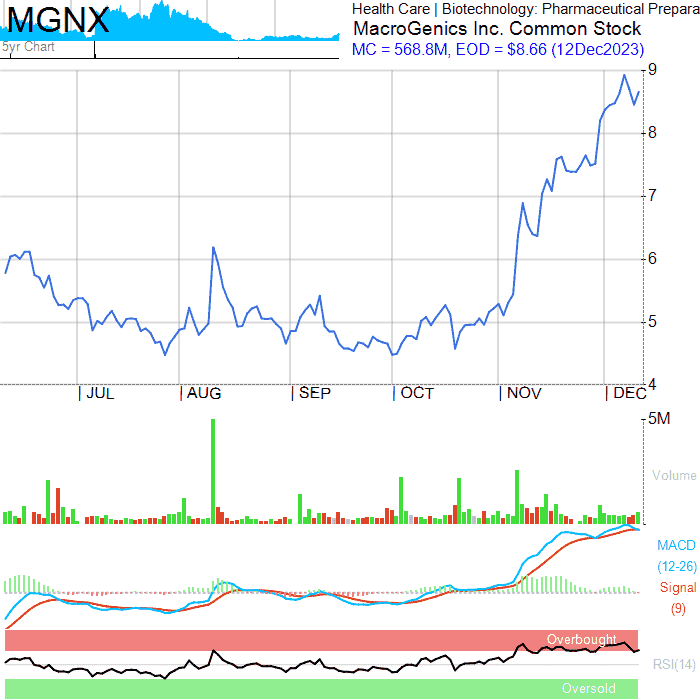 MGNX
5yr Chart
Health Care | Biotechnology: Pharmaceutical Prepara
MacroGenics Inc. Common Stock
MC = 568.8M, EOD = $8.66 (12Dec2023)
9
8
7
6
5
4
JUL
AUG
SEP
OCT
NOV
DEC
5M
Volume
MACD
(12-26)
Signal
(9)
Overbought
RSI(14)
Oversold